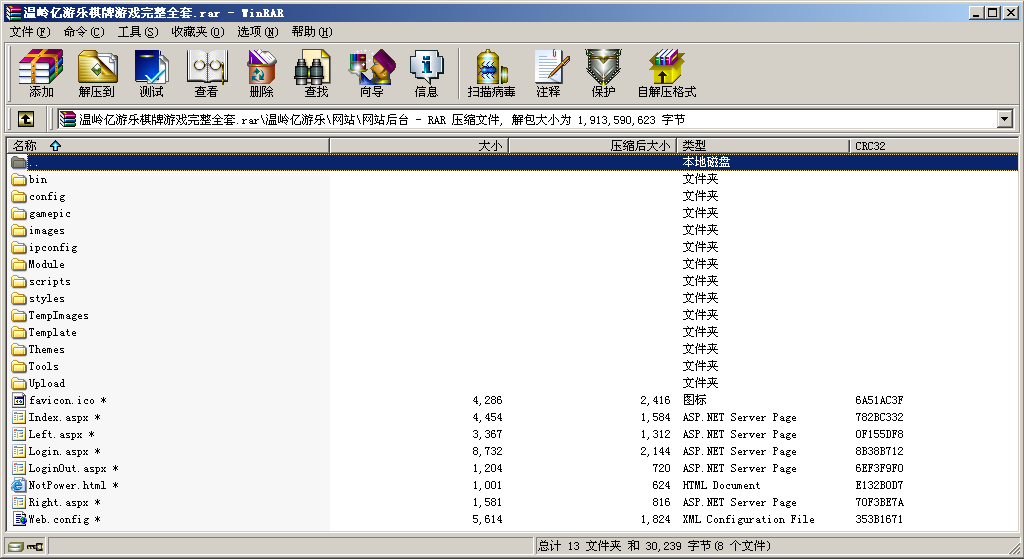 温岭亿游乐棋牌游戏完整全套.rar - WinRAR
文件(F) 命令(C) 工具(S) 收藏夹(O) 选项(N) 帮助(H)
添加 解压到 测试 查看 删除 查找 向导 信息 扫描病毒 注释 保护 自解压格式
温岭亿游乐棋牌游戏完整全套.rar\温岭亿游乐\网站\网站后台 - RAR 压缩文件, 解包大小为 1,913,590,623 字节
名称 大小 压缩后大小 类型 CRC32
.. 本地磁盘
bin 文件夹
config 文件夹
gamepic 文件夹
images 文件夹
ipconfig 文件夹
Module 文件夹
scripts 文件夹
styles 文件夹
TempImages 文件夹
Template 文件夹
Themes 文件夹
Tools 文件夹
Upload 文件夹
favicon.ico * 4,286 2,416 图标 6A51AC3F
Index.aspx * 4,454 1,584 ASP.NET Server Page 782BC332
Left.aspx * 3,367 1,312 ASP.NET Server Page 0F155DF8
Login.aspx * 8,732 2,144 ASP.NET Server Page 8B38B712
LoginOut.aspx * 1,204 720 ASP.NET Server Page 6EF3F9F0
NotPower.html * 1,001 624 HTML Document E132B0D7
Right.aspx * 1,581 816 ASP.NET Server Page 70F3BE7A
Web.config * 5,614 1,824 XML Configuration File 353B1671
总计 13 文件夹 和 30,239 字节(8 个文件)